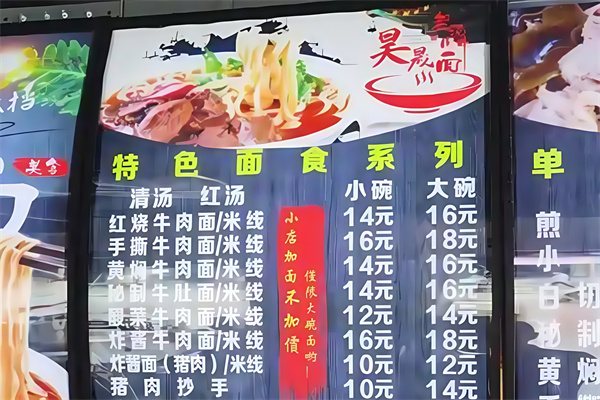 昊晟
面
特色面食系列
清汤 红汤 小碗 大碗
红烧牛肉面/米线 14元 16元
手撕牛肉面/米线 16元 18元
黄焖牛肉面/米线 14元 16元
秘制牛肚面/米线 14元 16元
酸菜牛肉面/米线 12元 14元
炸酱牛肉面/米线 16元 18元
炸酱面(猪肉)/米线 10元 12元
猪肉抄手 10元 14元
小店加面不加價
大碗面哟
档
单
煎
小
白
秘
黄
切
制
焖